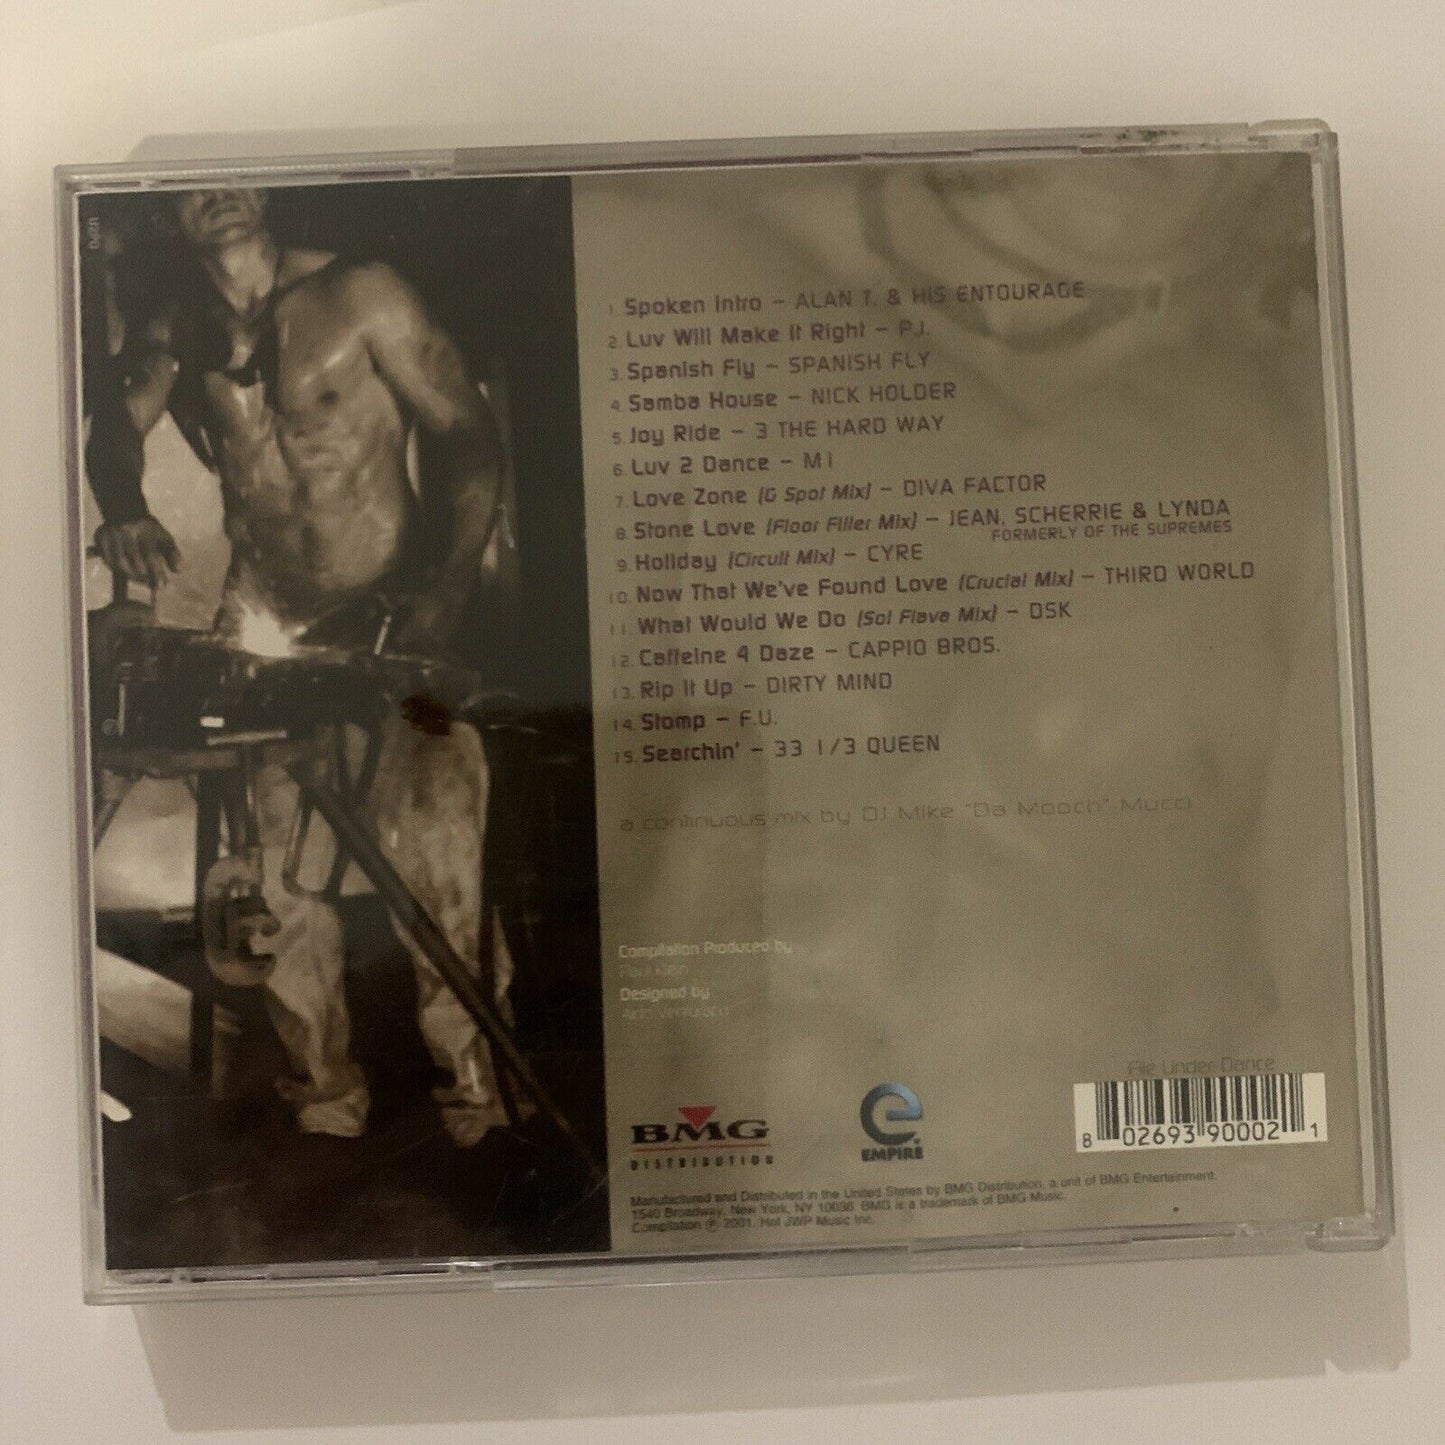 1. Spoken Intro – ALAN T. & HIS ENTOURAGE
2. Luv Will Make It Right – P.J.
3. Spanish Fly – SPANISH FLY
4. Samba House – NICK HOLDER
5. Joy Ride – 3 THE HARD WAY
6. Luv 2 Dance – M1
7. Love Zone (G Spot Mix) – DIVA FACTOR
8. Stone Love (Floor Filler Mix) – JEAN, SCHERRIE & LYNDA
FORMERLY OF THE SUPREMES
9. Holiday (Circuit Mix) – CYRE
10. Now That We've Found Love (Crucial Mix) – THIRD WORLD
11. What Would We Do (Sol Flava Mix) – DSK
12. Caffeine 4 Daze – CAPPIO BROS.
13. Rip It Up – DIRTY MIND
14. Stomp – F.U.
15. Searchin' – 33 1/3 QUEEN
a continuous mix by DJ Mike "Da Mooch" Mucci
Compilation Produced by
Designed by
File Under Dance
BMG
DISTRIBUTION
EMPIRE
8 02693 90002 1
Manufactured and Distributed in the United States by BMG Distribution, a unit of BMG Entertainment.
1540 Broadway, New York, NY 10036. BMG is a trademark of BMG Music.
Compilation ℗ 2001. Hot JWP Music Inc.